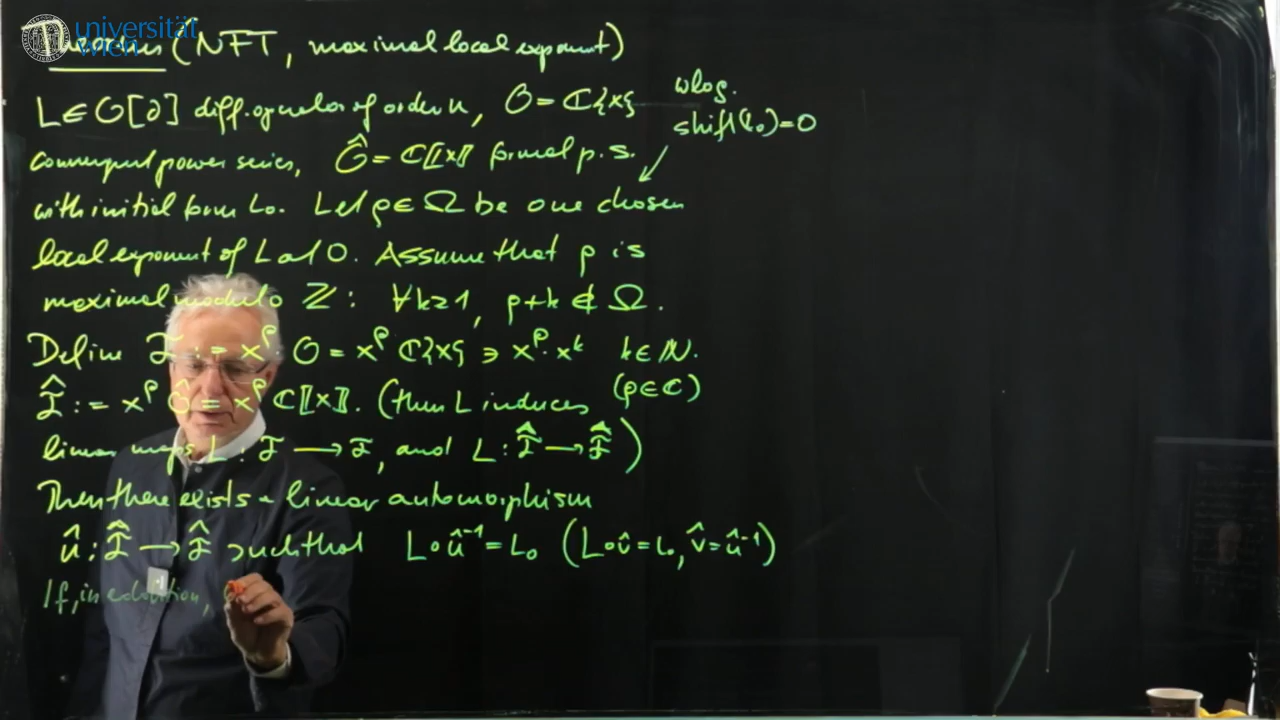 universität
wien
Theorem (NFT, maximal local exponent)
L ∈ O[∂] diff. operator of order n, O = ℂ{x}
wlog.
shift(L₀) = 0
convergent power series, Ô = ℂ[[x]] formal p.s.
with initial form L₀. Let ρ ∈ Ω be one chosen
local exponent of L at 0. Assume that ρ is
maximal modulo ℤ: ∀k≥1, ρ+k ∉ Ω.
Define ℱ := x^ρ · O = x^ρ ℂ{x} ∋ x^ρ · x^k k ∈ ℕ.
ℱ̂ := x^ρ Ô = x^ρ ℂ[[x]]. (then L induces (ρ ∈ ℂ)
linear maps L : ℱ → ℱ, and L : ℱ̂ → ℱ̂ )
Then there exists a linear automorphism
û : ℱ̂ → ℱ̂ such that L ∘ û⁻¹ = L₀ (L ∘ v̂ = L₀, v̂ = û⁻¹)
If, in addition,